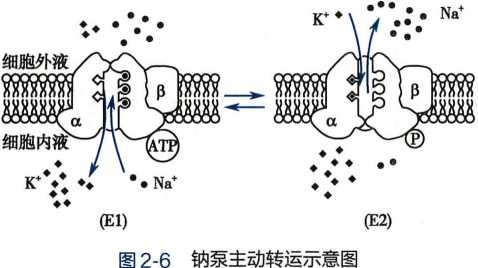 K⁺ Na⁺
细胞外液
β β
α α
细胞内液
ATP P
K⁺ Na⁺
(E1) (E2)
图2-6 钠泵主动转运示意图